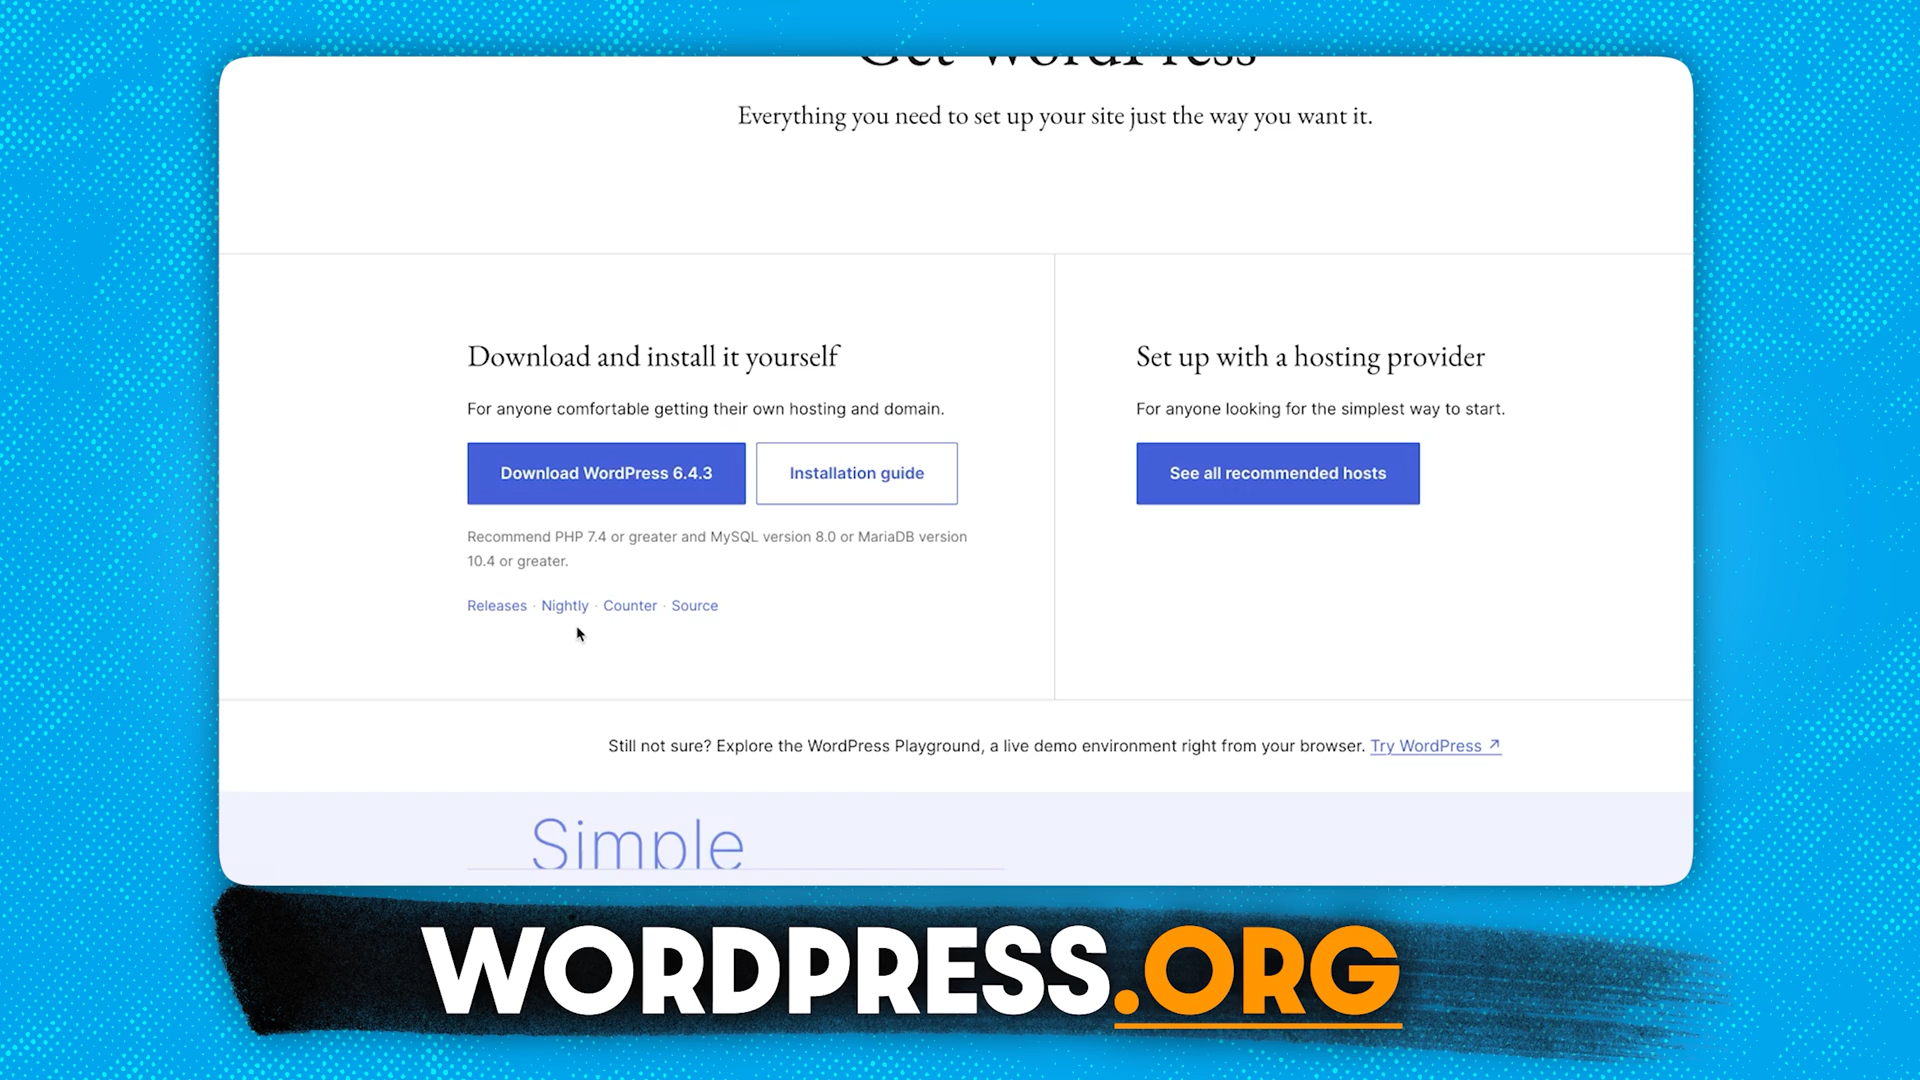 Get WordPress
Everything you need to set up your site just the way you want it.
Download and install it yourself
For anyone comfortable getting their own hosting and domain.
Download WordPress 6.4.3
Installation guide
Recommend PHP 7.4 or greater and MySQL version 8.0 or MariaDB version
10.4 or greater.
Releases · Nightly · Counter · Source
Set up with a hosting provider
For anyone looking for the simplest way to start.
See all recommended hosts
Still not sure? Explore the WordPress Playground, a live demo environment right from your browser. Try WordPress ↗
Simple
WORDPRESS.ORG